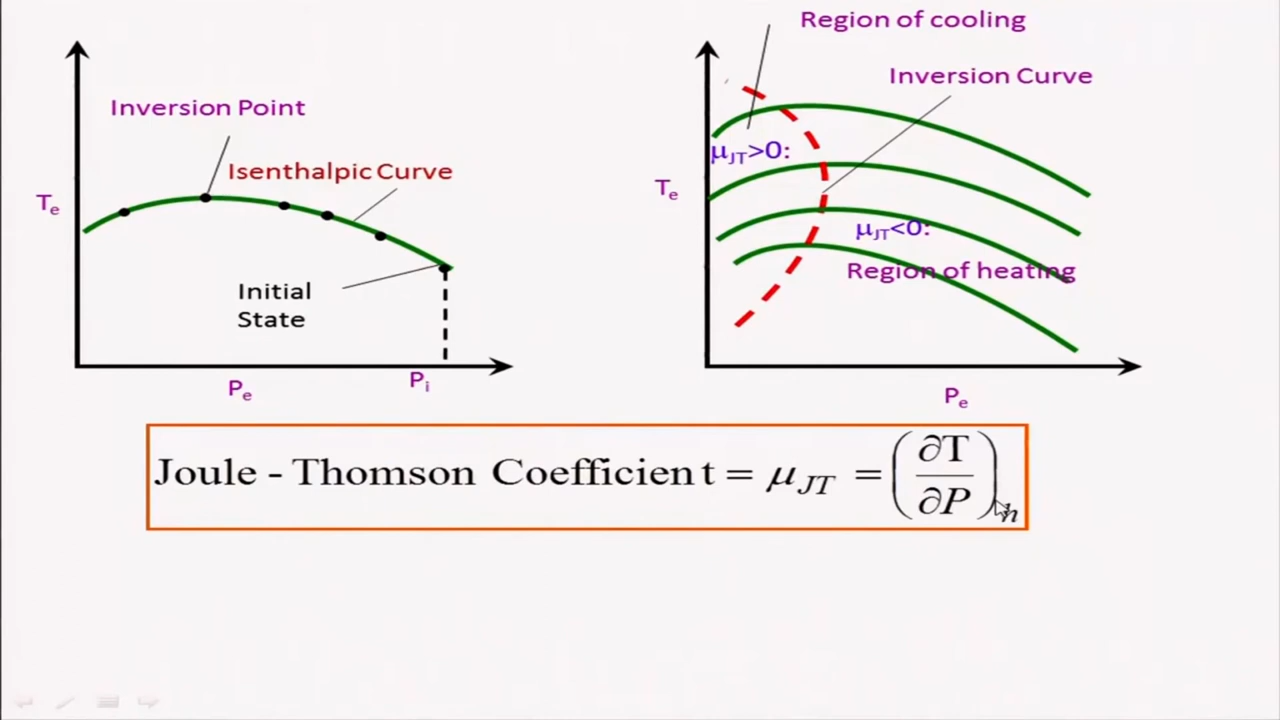 Inversion Point
Isenthalpic Curve
Te
Initial
State
Pe
Pi
Region of cooling
Inversion Curve
μJT>0:
Te
μJT<0:
Region of heating
Pe
Joule - Thomson Coefficient = μJT = (∂T/∂P)h